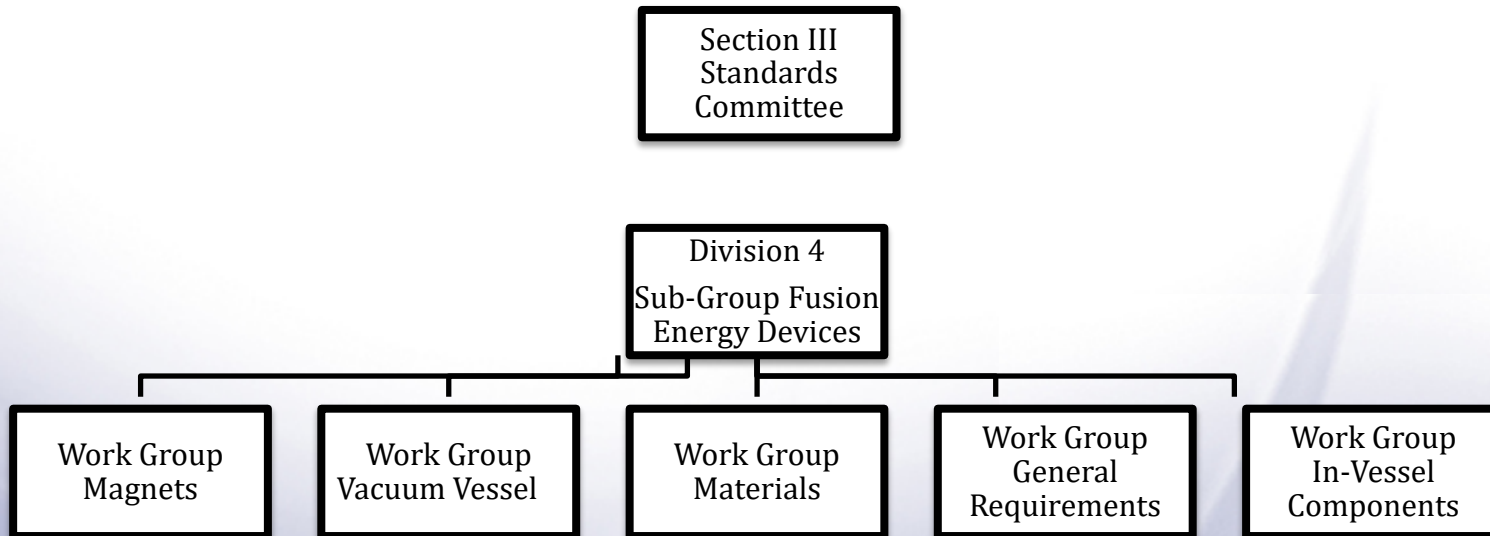 Section III
Standards
Committee
Division 4
Sub-Group Fusion
Energy Devices
Work Group
Magnets
Work Group
Vacuum Vessel
Work Group
Materials
Work Group
General
Requirements
Work Group
In-Vessel
Components